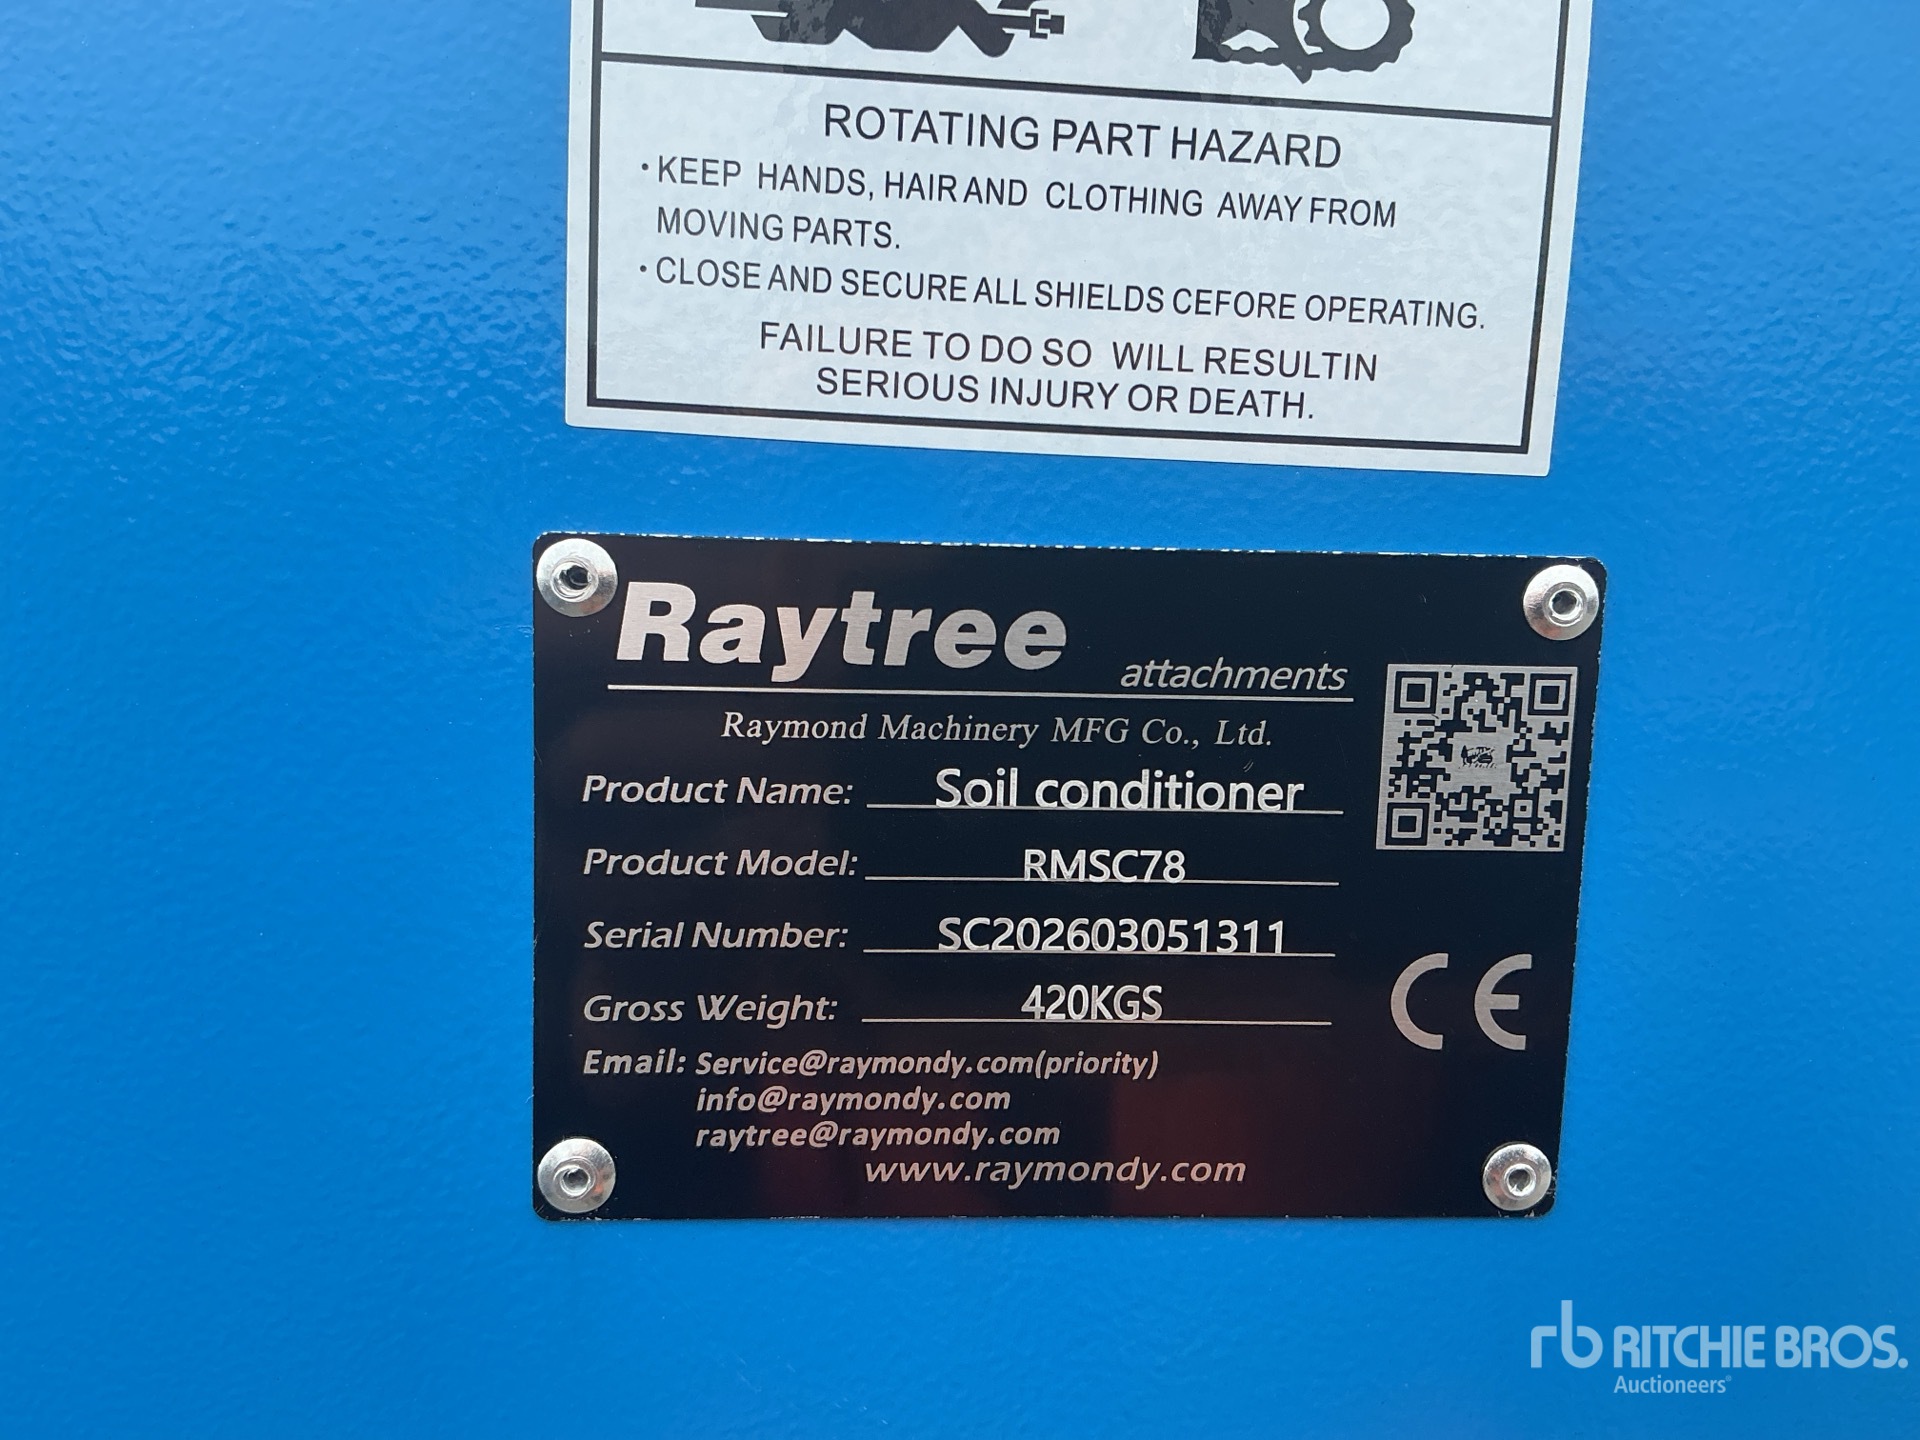 ROTATING PART HAZARD
· KEEP HANDS, HAIR AND CLOTHING AWAY FROM
MOVING PARTS.
· CLOSE AND SECURE ALL SHIELDS CEFORE OPERATING.
FAILURE TO DO SO WILL RESULTIN
SERIOUS INJURY OR DEATH.
Raytree
attachments
Raymond Machinery MFG Co., Ltd.
Product Name: Soil conditioner
Product Model: RMSC78
Serial Number: SC202603051311
Gross Weight: 420KGS
CE
Email: Service@raymondy.com(priority)
info@raymondy.com
raytree@raymondy.com
www.raymondy.com
rb RITCHIE BROS.
Auctioneers®